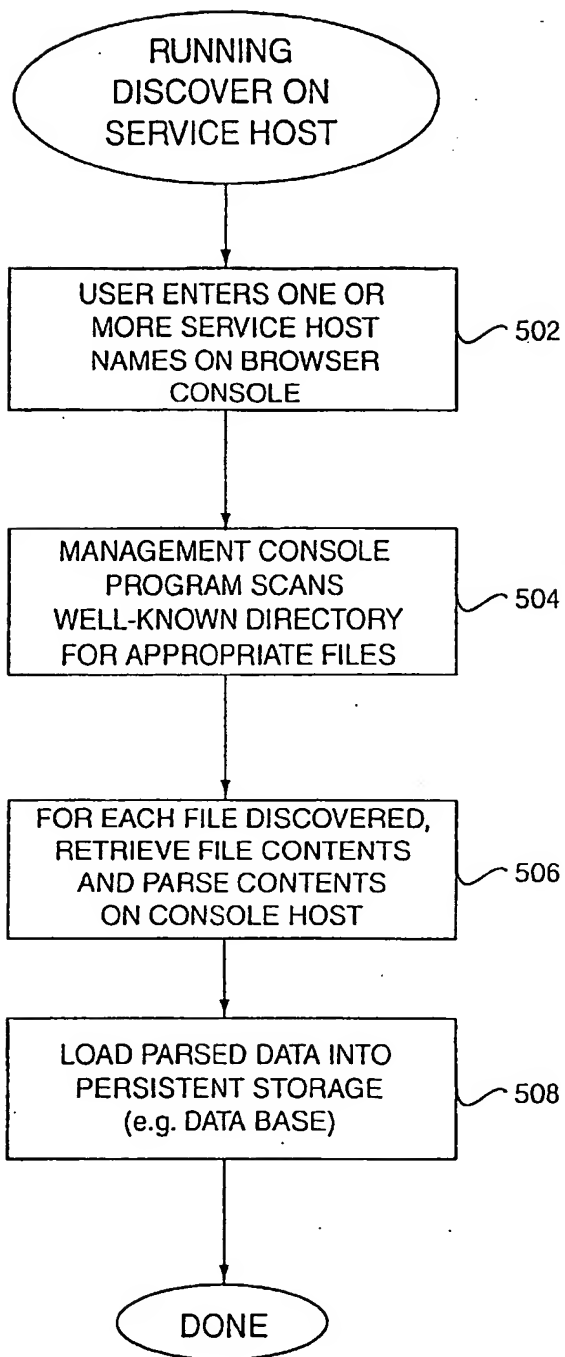 RUNNING
DISCOVER ON
SERVICE HOST
USER ENTERS ONE OR
MORE SERVICE HOST
NAMES ON BROWSER
CONSOLE
502
MANAGEMENT CONSOLE
PROGRAM SCANS
WELL-KNOWN DIRECTORY
FOR APPROPRIATE FILES
504
FOR EACH FILE DISCOVERED,
RETRIEVE FILE CONTENTS
AND PARSE CONTENTS
ON CONSOLE HOST
506
LOAD PARSED DATA INTO
PERSISTENT STORAGE
(e.g. DATA BASE)
508
DONE